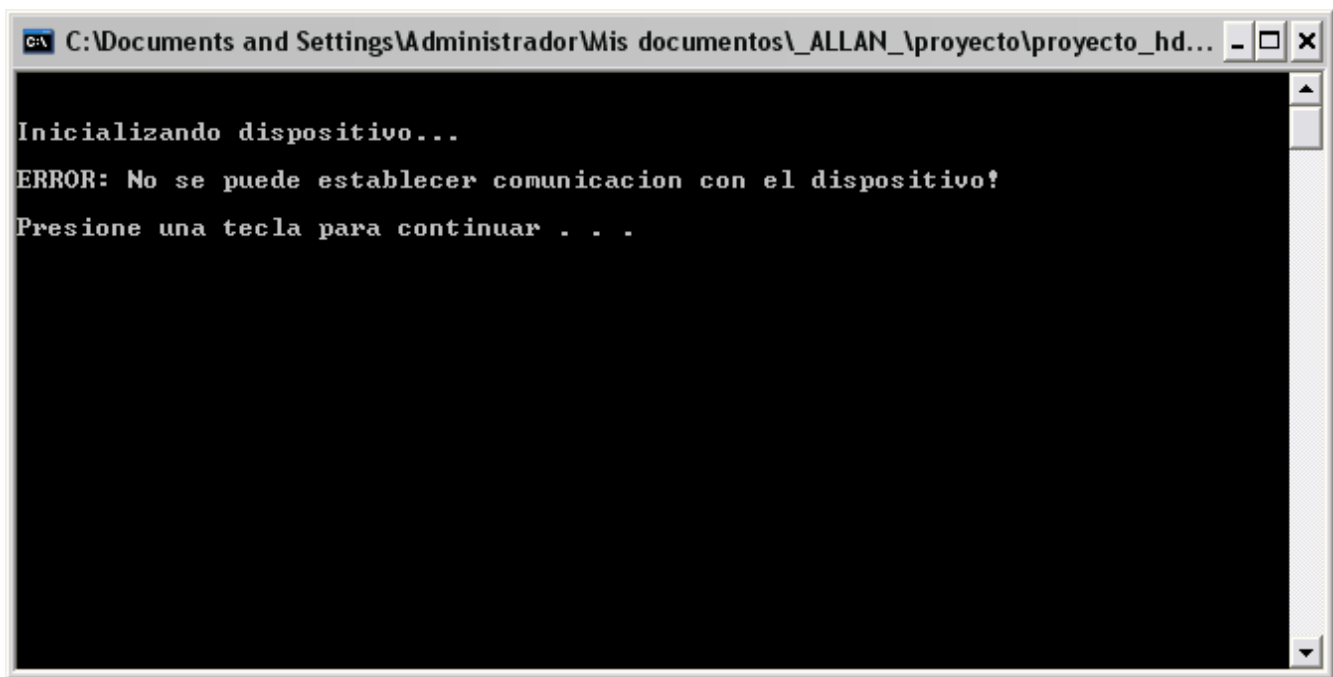 C:\Documents and Settings\Administrador\Mis documentos\_ALLAN_\proyecto\proyecto_hd...
Inicializando dispositivo...
ERROR: No se puede establecer comunicacion con el dispositivo!
Presione una tecla para continuar . . .